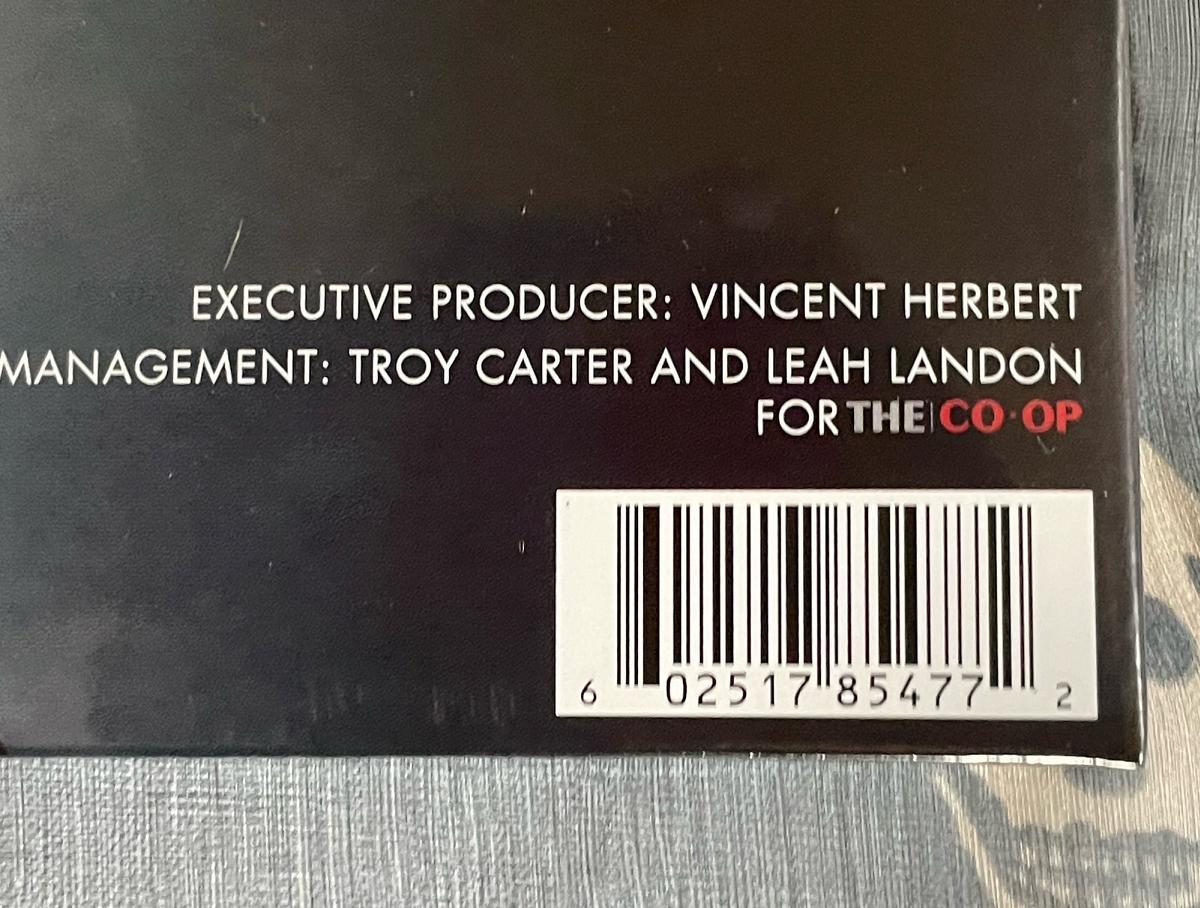 EXECUTIVE PRODUCER: VINCENT HERBERT
MANAGEMENT: TROY CARTER AND LEAH LANDON
FOR THE CO·OP
6 02517 85477 2